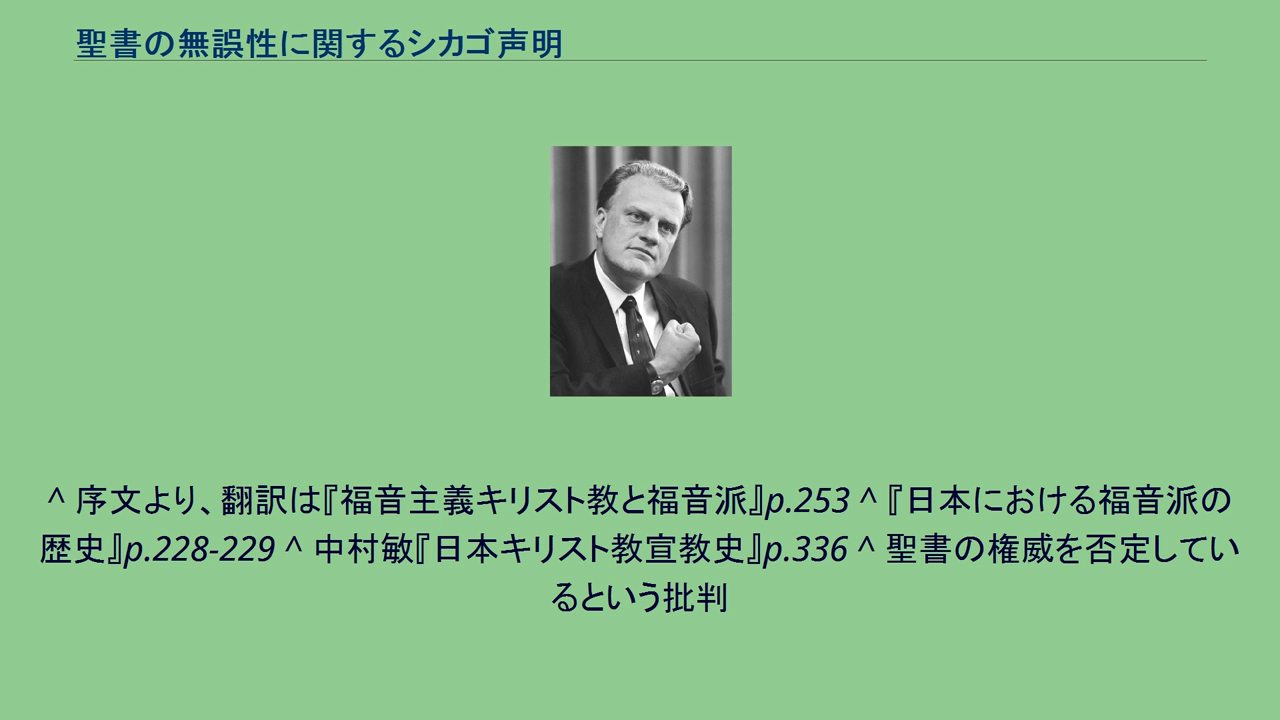 聖書の無誤性に関するシカゴ声明
^ 序文より、翻訳は『福音主義キリスト教と福音派』p.253 ^ 『日本における福音派の
歴史』p.228-229 ^ 中村敏『日本キリスト教宣教史』p.336 ^ 聖書の権威を否定してい
るという批判